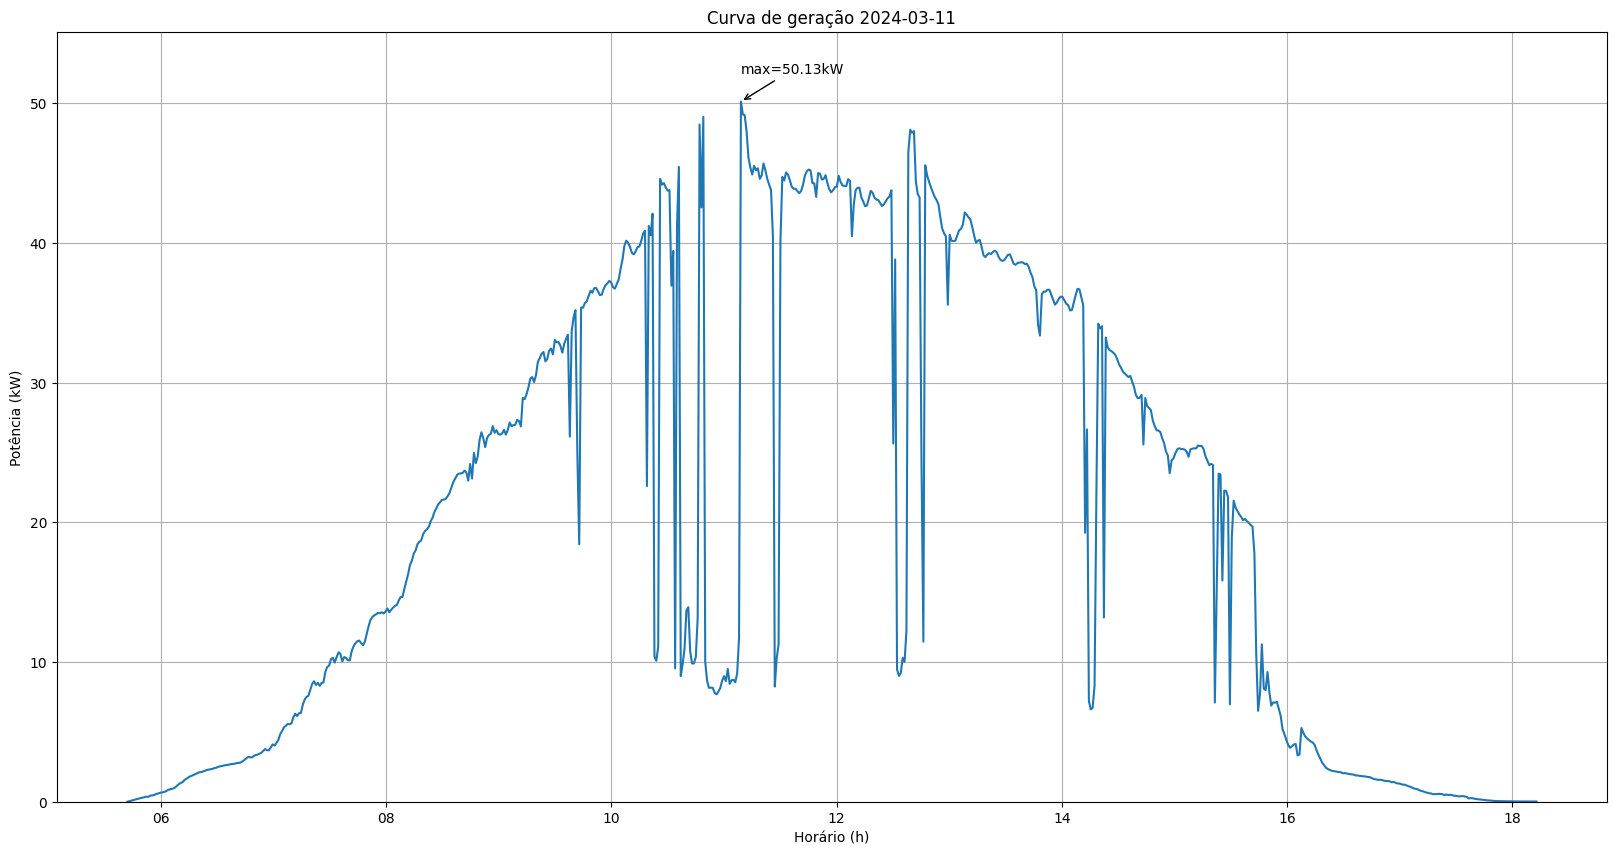 Curva de geração 2024-03-11
max=50.13kW
50
40
30
20
10
0
Potência (kW)
06 08 10 12 14 16 18
Horário (h)